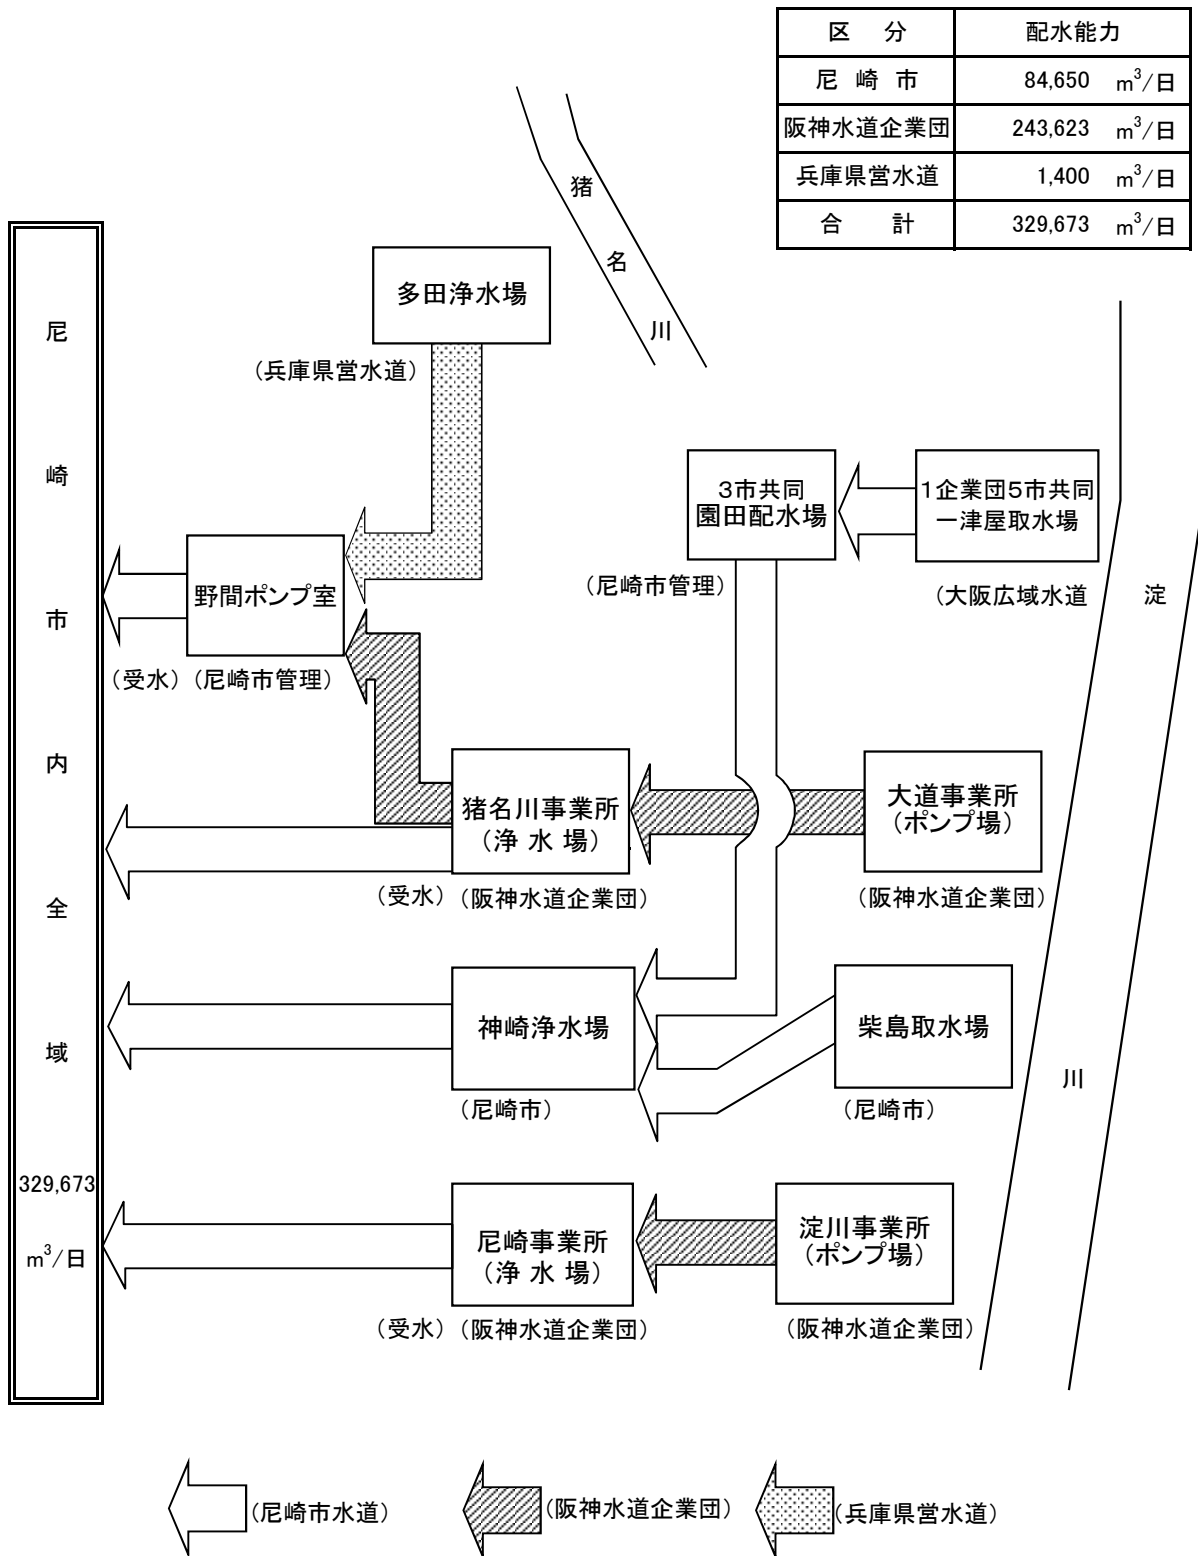 区 分 配水能力
尼 崎 市 84,650 m³/日
阪神水道企業団 243,623 m³/日
兵庫県営水道 1,400 m³/日
合 計 329,673 m³/日
猪名川
尼崎市内全域
329,673
m³/日
多田浄水場
(兵庫県営水道)
3市共同
園田配水場
(尼崎市管理)
1企業団5市共同
一津屋取水場
(大阪広域水道
淀川
野間ポンプ室
(受水) (尼崎市管理)
猪名川事業所
(浄 水 場)
(受水) (阪神水道企業団)
大道事業所
(ポンプ場)
(阪神水道企業団)
神崎浄水場
(尼崎市)
柴島取水場
(尼崎市)
尼崎事業所
(浄 水 場)
(受水) (阪神水道企業団)
淀川事業所
(ポンプ場)
(阪神水道企業団)
(尼崎市水道) (阪神水道企業団) (兵庫県営水道)